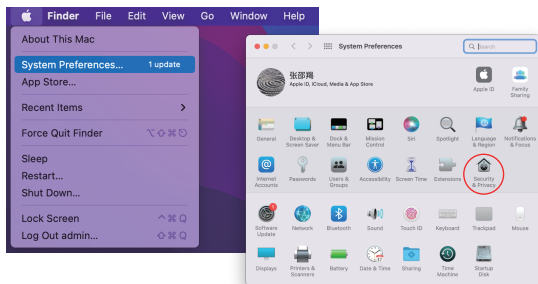 Finder File Edit View Go Window Help
About This Mac
System Preferences... 1 update
App Store...
Recent Items
Force Quit Finder ⌥⇧⌘⎋
Sleep
Restart...
Shut Down...
Lock Screen ^⌘Q
Log Out admin... ⇧⌘Q
System Preferences
Search
张邵翔
Apple ID, iCloud, Media & App Store
Apple ID
Family
Sharing
General
Desktop &
Screen Saver
Dock &
Menu Bar
Mission
Control
Siri
Spotlight
Language
& Region
Notifications
& Focus
Internet
Accounts
Passwords
Users &
Groups
Accessibility
Screen Time
Extensions
Security
& Privacy
Software
Update
Network
Bluetooth
Sound
Touch ID
Keyboard
Trackpad
Mouse
Displays
Printers &
Scanners
Battery
Date & Time
Sharing
Time
Machine
Startup
Disk